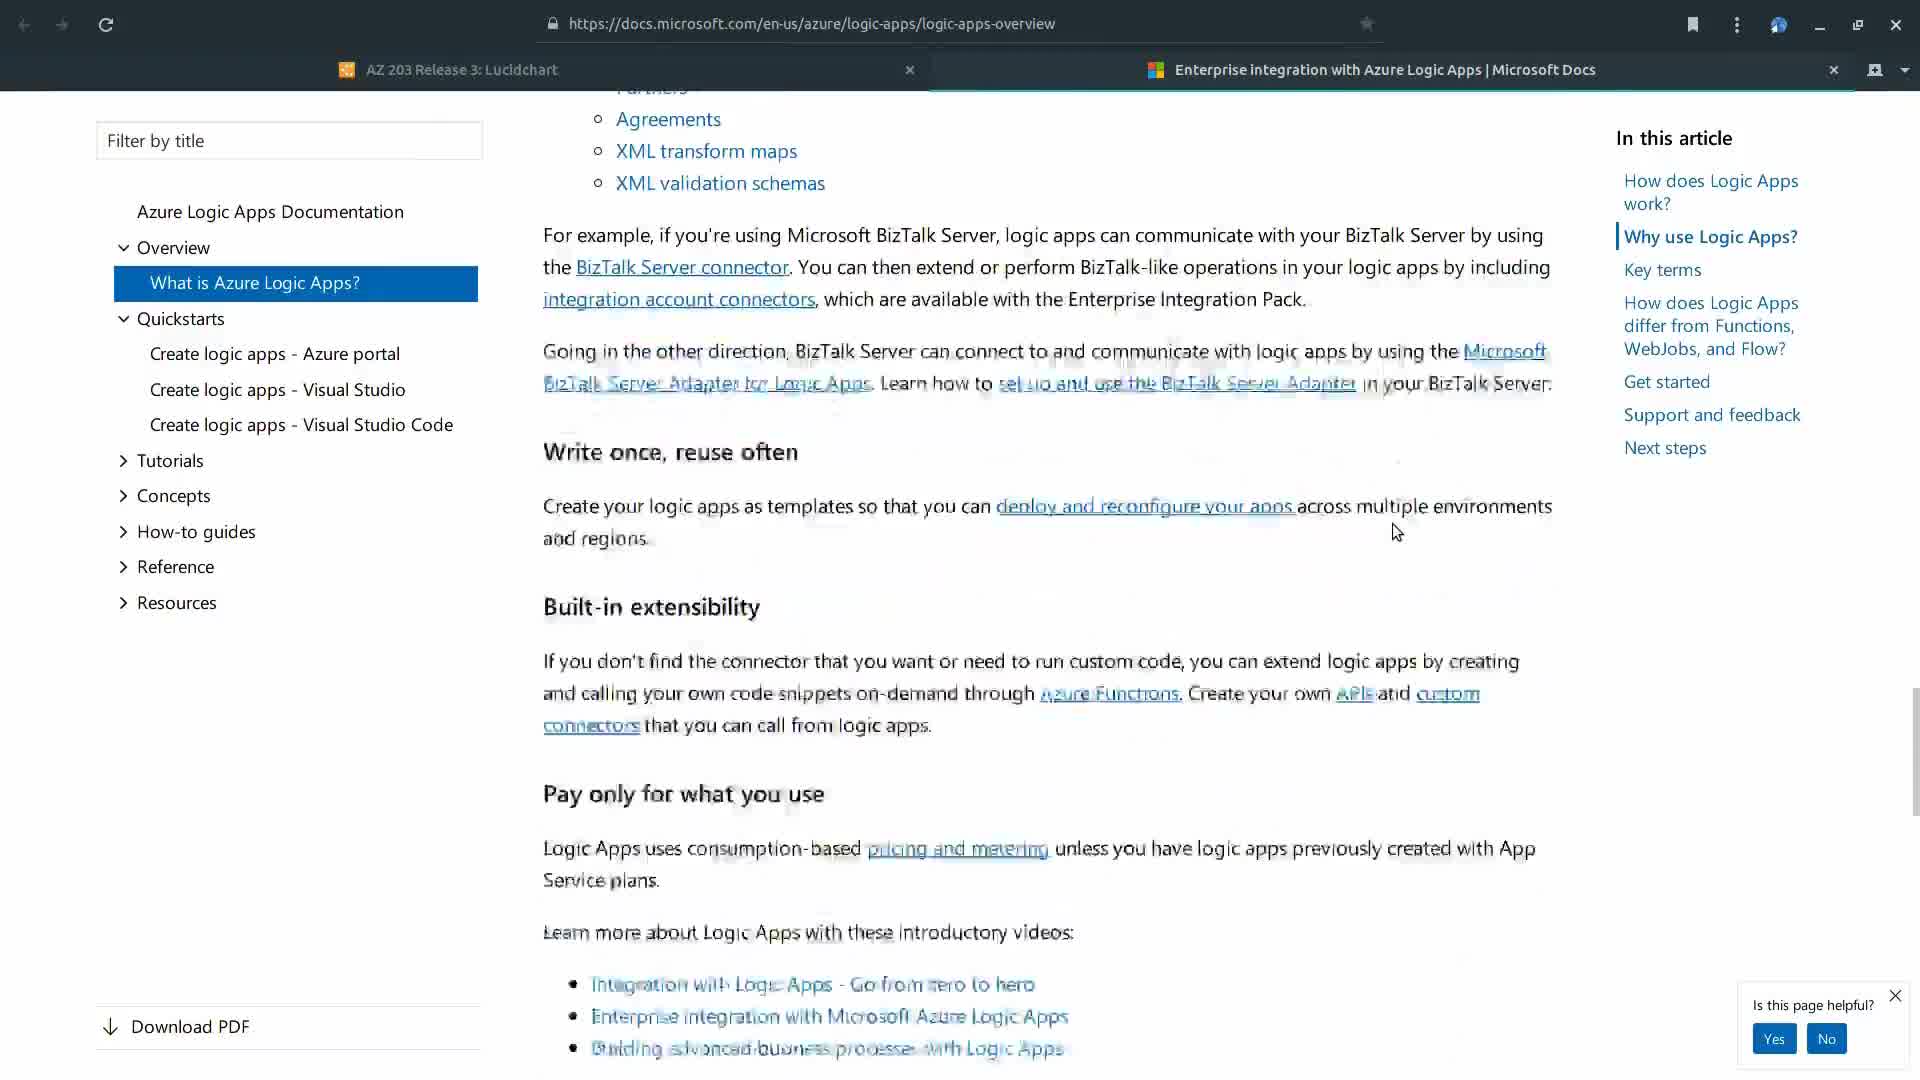 https://docs.microsoft.com/en-us/azure/logic-apps/logic-apps-overview
AZ 203 Release 3: Lucidchart
Enterprise integration with Azure Logic Apps | Microsoft Docs
Filter by title
Azure Logic Apps Documentation
Overview
What is Azure Logic Apps?
Quickstarts
Create logic apps - Azure portal
Create logic apps - Visual Studio
Create logic apps - Visual Studio Code
Tutorials
Concepts
How-to guides
Reference
Resources
Download PDF
Partners
Agreements
XML transform maps
XML validation schemas
For example, if you're using Microsoft BizTalk Server, logic apps can communicate with your BizTalk Server by using
the BizTalk Server connector. You can then extend or perform BizTalk-like operations in your logic apps by including
integration account connectors, which are available with the Enterprise Integration Pack.
Going in the other direction, BizTalk Server can connect to and communicate with logic apps by using the Microsoft
BizTalk Server Adapter for Logic Apps. Learn how to set up and use the BizTalk Server Adapter in your BizTalk Server.
Write once, reuse often
Create your logic apps as templates so that you can deploy and reconfigure your apps across multiple environments
and regions.
Built-in extensibility
If you don't find the connector that you want or need to run custom code, you can extend logic apps by creating
and calling your own code snippets on-demand through Azure Functions. Create your own APIs and custom
connectors that you can call from logic apps.
Pay only for what you use
Logic Apps uses consumption-based pricing and metering unless you have logic apps previously created with App
Service plans.
Learn more about Logic Apps with these introductory videos:
Integration with Logic Apps - Go from zero to hero
Enterprise integration with Microsoft Azure Logic Apps
Building advanced business processes with Logic Apps
In this article
How does Logic Apps
work?
Why use Logic Apps?
Key terms
How does Logic Apps
differ from Functions,
WebJobs, and Flow?
Get started
Support and feedback
Next steps
Is this page helpful?
Yes
No